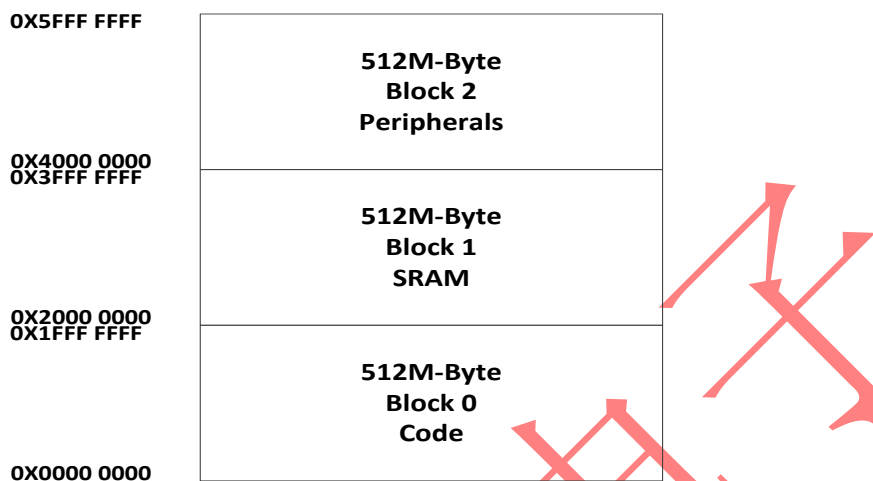 0X5FFF FFFF
512M-Byte
Block 2
Peripherals
0X4000 0000
0X3FFF FFFF
512M-Byte
Block 1
SRAM
0X2000 0000
0X1FFF FFFF
512M-Byte
Block 0
Code
0X0000 0000